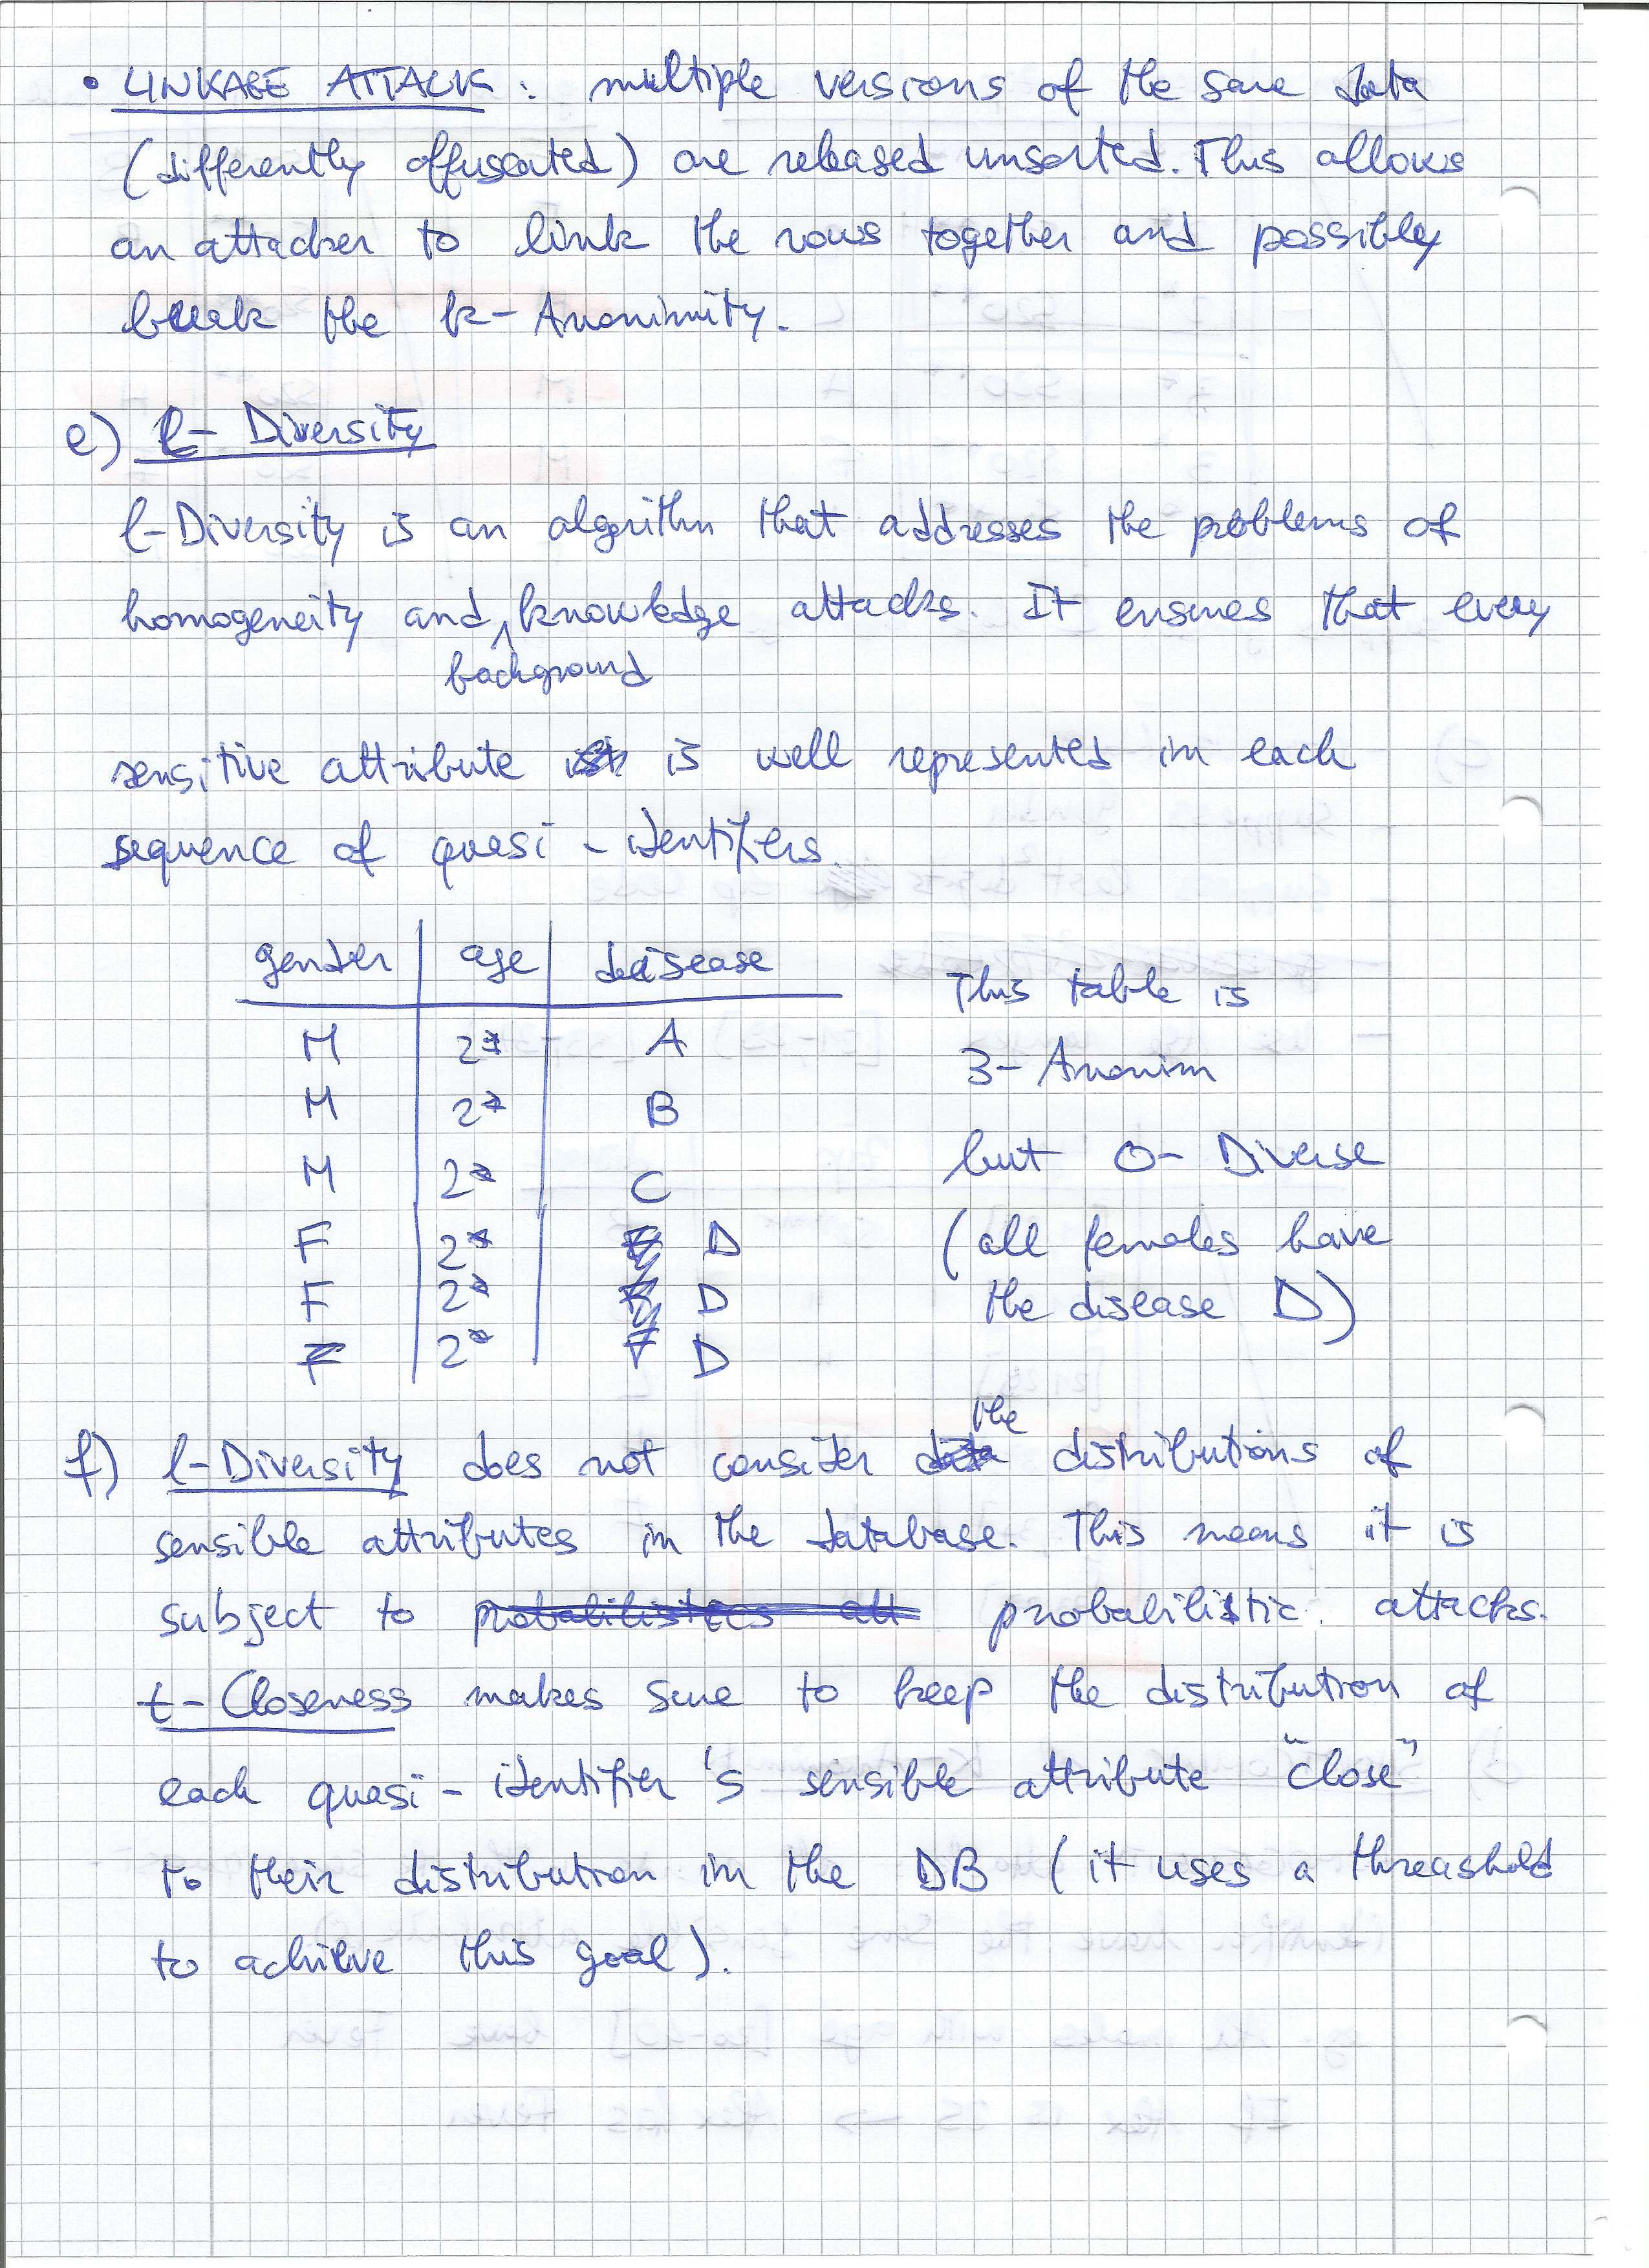 • LINKAGE ATTACK: multiple versions of the same data
(differently offuscated) are released unsorted. This allows
an attacker to link the rows together and possibly
break the k-Anonimity.
e) l-Diversity
l-Diversity is an algorithm that addresses the problems of
homogeneity and knowledge attacks. It ensures that every
background
sensitive attribute is well represented in each
sequence of quasi-identifiers.
gender age disease
M 2* A
M 2* B
M 2* C
F 2* D
F 2* D
F 2* D
This table is
3-Anonim
but 0-Diverse
(all females have
the disease D)
the
f) l-Diversity does not consider distributions of
sensible attributes in the database. This means it is
subject to probabilistics att probabilistic attacks.
t-Closeness makes sure to keep the distribution of
each quasi-identifier's sensible attribute "close"
to their distribution in the DB (it uses a threashold
to achieve this goal).